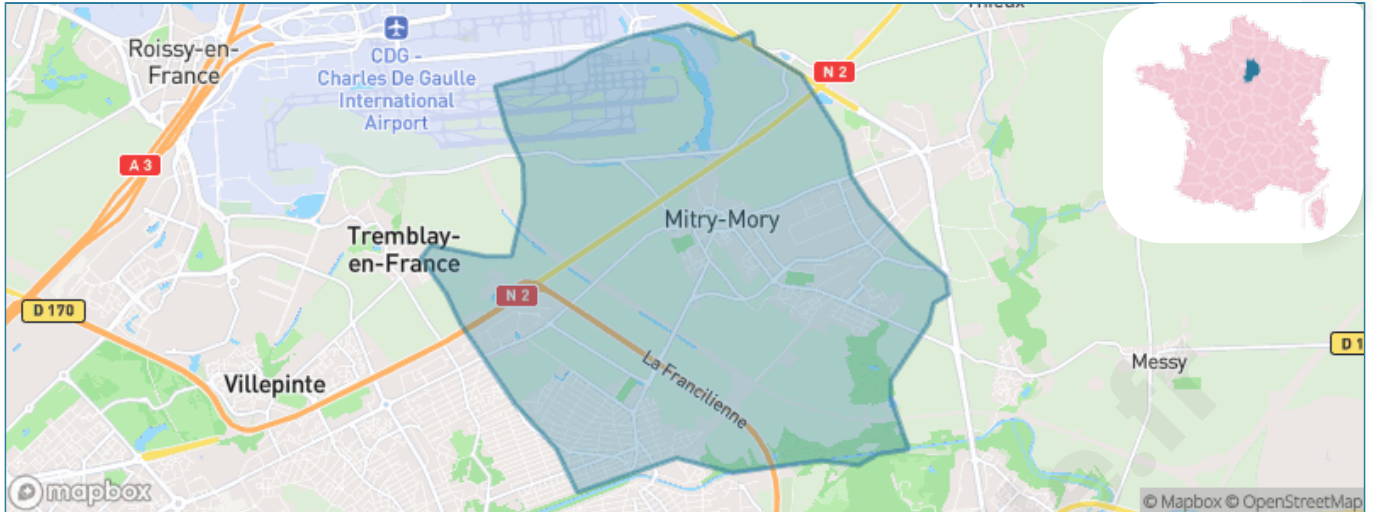 Roissy-en-
France
CDG -
Charles De Gaulle
International
Airport
N 2
A 3
Mitry-Mory
Tremblay-
en-France
N 2
D 170
La Francilienne
Villepinte
Messy
D 1
mapbox
© Mapbox © OpenStreetMap